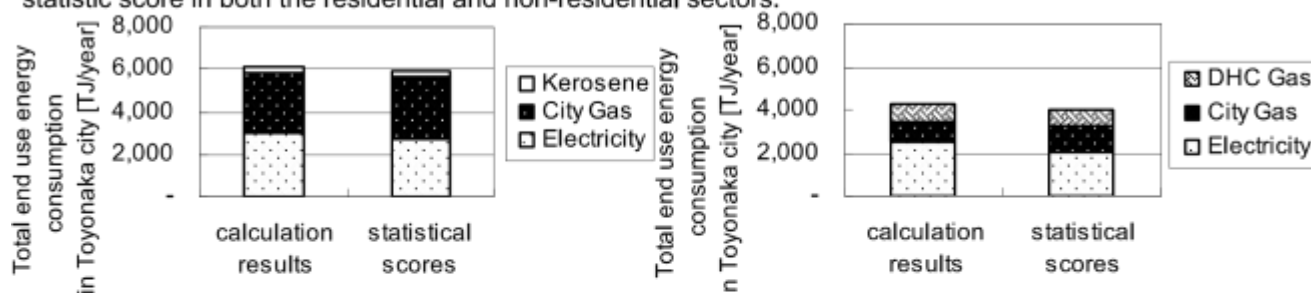 statistic score in both the residential and non-residential sectors.
Total end use energy
consumption
in Toyonaka city [TJ/year]
8,000
6,000
4,000
2,000
-
calculation
results
statistical
scores
Kerosene
City Gas
Electricity
Total end use energy
consumption
n Toyonaka city [TJ/year]
8,000
6,000
4,000
2,000
-
calculation
results
statistical
scores
DHC Gas
City Gas
Electricity